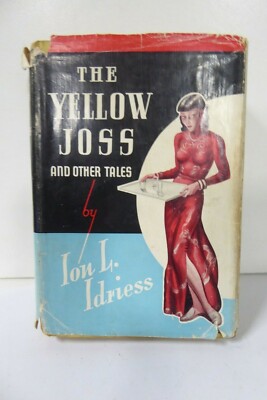 THE
YELLOW
JOSS
AND OTHER TALES
by
Ion L.
Idriess